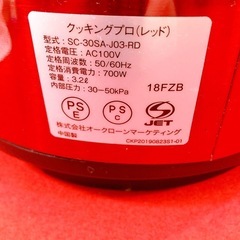 クッキングプロ(レッド)
型式:SC-30SA-J03-RD
定格電圧:AC100V
定格周波数:50/60Hz
定格消費電力:700W
容量:3.2ℓ
内部圧力:30~50kPa
18FZB
PS E
PS C
JET
株式会社オークローンマーケティング
中国製
CKP20190823S1-01